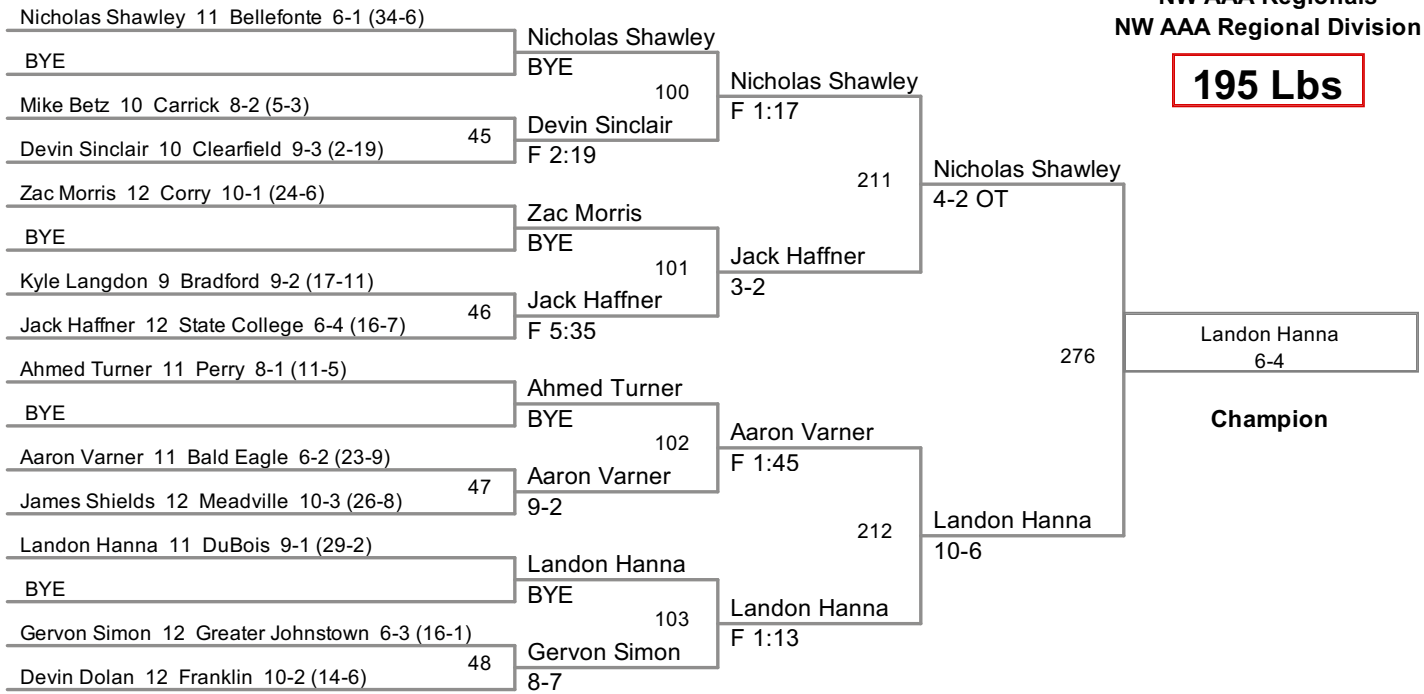 NW AAA Regionals
NW AAA Regional Division
195 Lbs
Nicholas Shawley 11 Bellefonte 6-1 (34-6)
BYE
Mike Betz 10 Carrick 8-2 (5-3)
45
Devin Sinclair 10 Clearfield 9-3 (2-19)
Zac Morris 12 Corry 10-1 (24-6)
BYE
Kyle Langdon 9 Bradford 9-2 (17-11)
46
Jack Haffner 12 State College 6-4 (16-7)
Ahmed Turner 11 Perry 8-1 (11-5)
BYE
Aaron Varner 11 Bald Eagle 6-2 (23-9)
47
James Shields 12 Meadville 10-3 (26-8)
Landon Hanna 11 DuBois 9-1 (29-2)
BYE
Gervon Simon 12 Greater Johnstown 6-3 (16-1)
48
Devin Dolan 12 Franklin 10-2 (14-6)
Nicholas Shawley
BYE
100
Devin Sinclair
F 2:19
Zac Morris
BYE
101
Jack Haffner
F 5:35
Ahmed Turner
BYE
102
Aaron Varner
9-2
Landon Hanna
BYE
103
Gervon Simon
8-7
Nicholas Shawley
F 1:17
211
Jack Haffner
3-2
Aaron Varner
F 1:45
212
Landon Hanna
F 1:13
Nicholas Shawley
4-2 OT
276
Landon Hanna
10-6
Landon Hanna
6-4
Champion